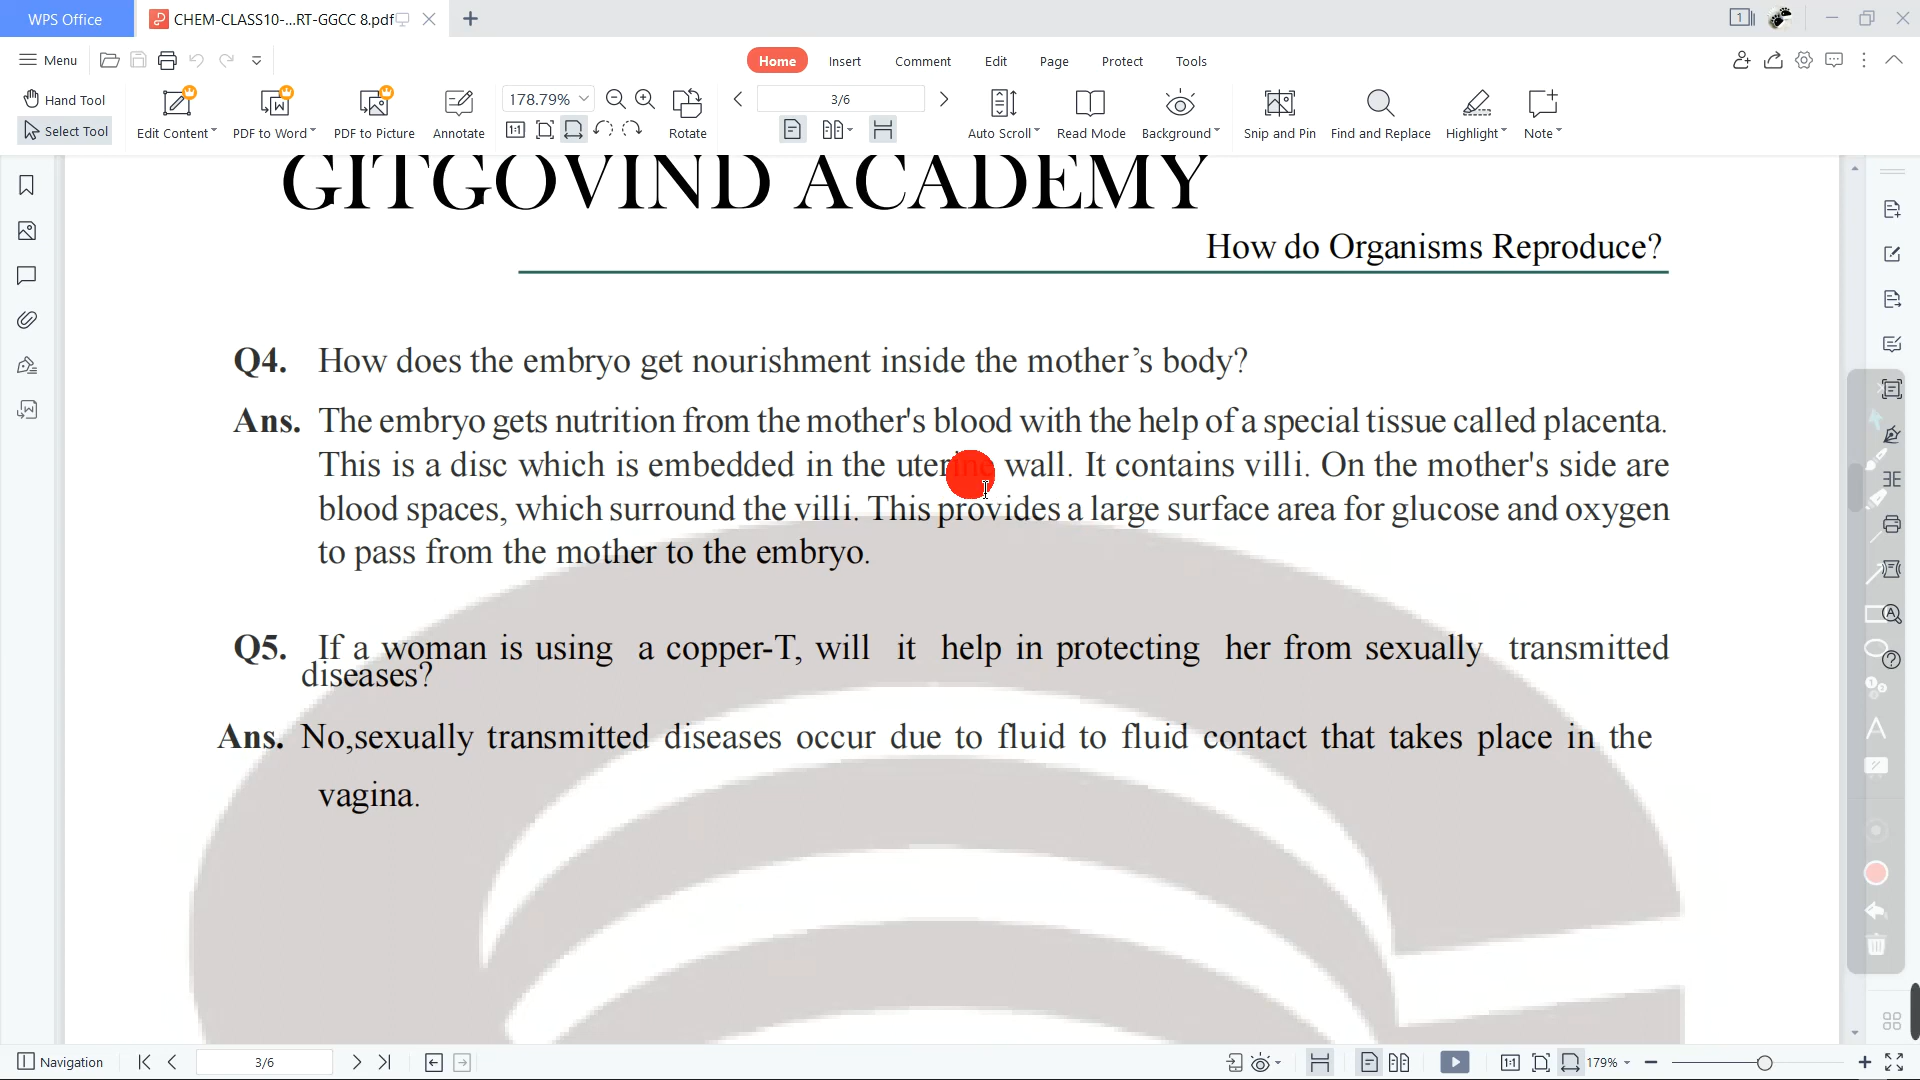 WPS Office
CHEM-CLASS10-...RT-GGCC 8.pdf
1
Menu
Home Insert Comment Edit Page Protect Tools
Hand Tool
Select Tool
Edit Content
PDF to Word
PDF to Picture
Annotate
178.79%
1:1
Rotate
3/6
Auto Scroll
Read Mode
Background
Snip and Pin
Find and Replace
Highlight
Note
GITGOVIND ACADEMY
How do Organisms Reproduce?
Q4. How does the embryo get nourishment inside the mother’s body?
Ans. The embryo gets nutrition from the mother's blood with the help of a special tissue called placenta.
This is a disc which is embedded in the uterine wall. It contains villi. On the mother's side are
blood spaces, which surround the villi. This provides a large surface area for glucose and oxygen
to pass from the mother to the embryo.
Q5. If a woman is using a copper-T, will it help in protecting her from sexually transmitted
diseases?
Ans. No,sexually transmitted diseases occur due to fluid to fluid contact that takes place in the
vagina.
Navigation
3/6
1:1
179%